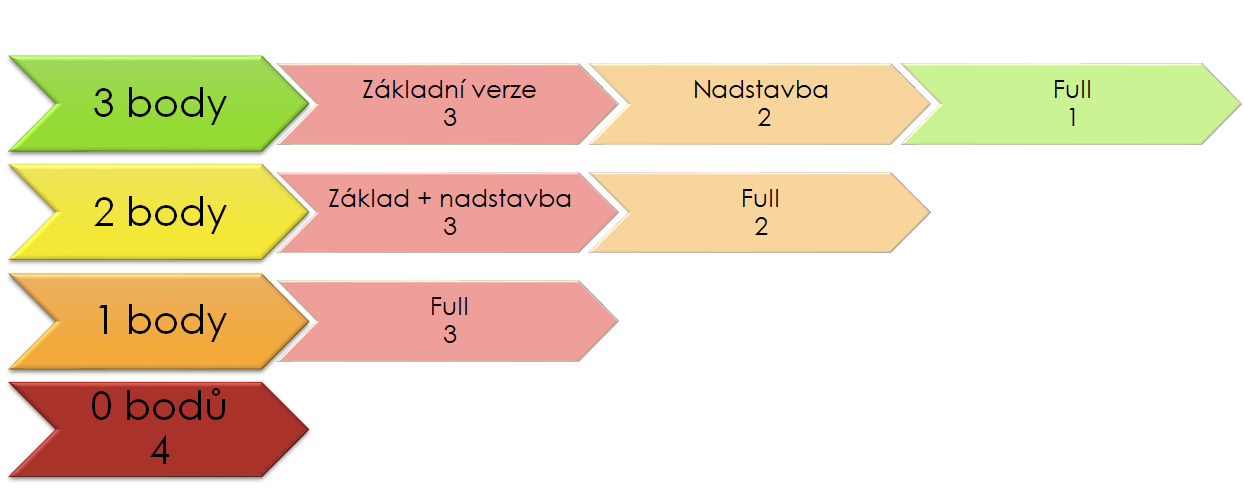 3 body
Základní verze
3
Nadstavba
2
Full
1
2 body
Základ + nadstavba
3
Full
2
1 body
Full
3
0 bodů
4